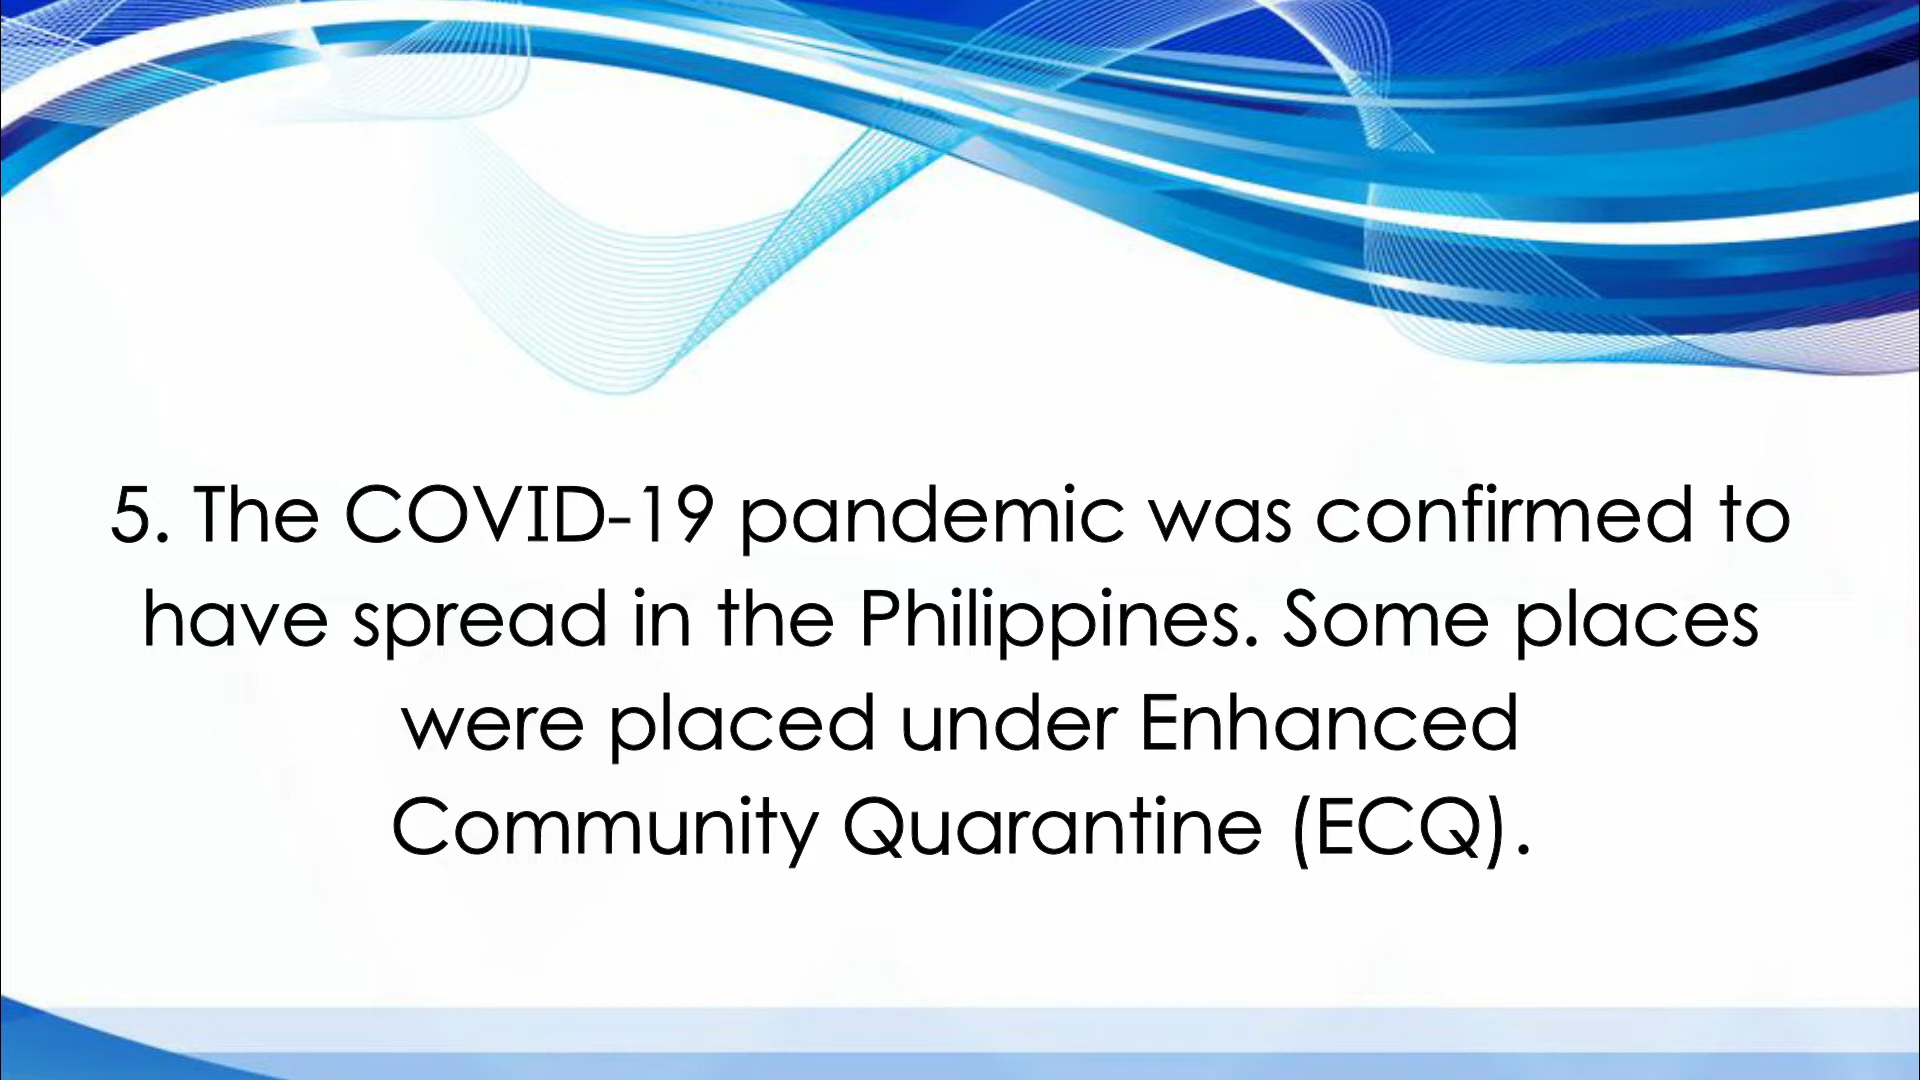 5. The COVID-19 pandemic was confirmed to
have spread in the Philippines. Some places
were placed under Enhanced
Community Quarantine (ECQ).